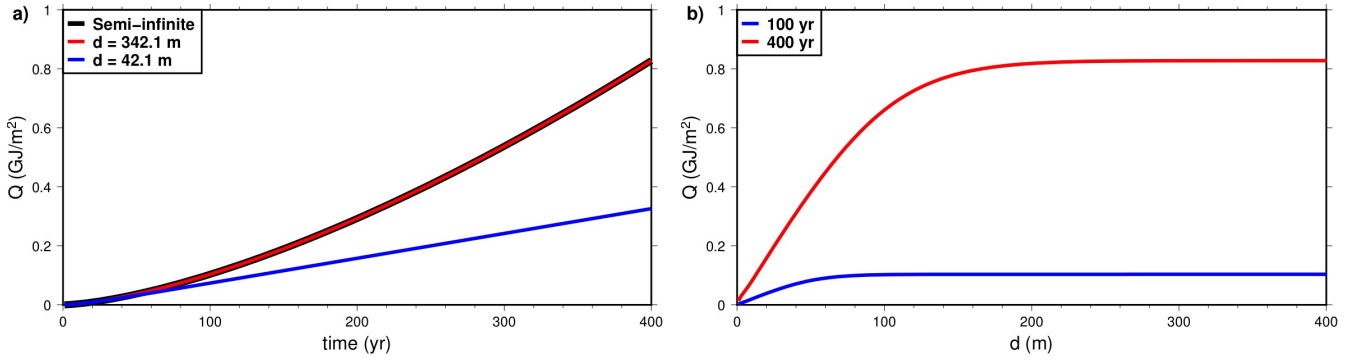 a)
Semi-infinite
d = 342.1 m
d = 42.1 m
Q (GJ/m²)
1
0.8
0.6
0.4
0.2
0
0 100 200 300 400
time (yr)
b)
100 yr
400 yr
Q (GJ/m²)
1
0.8
0.6
0.4
0.2
0
0 100 200 300 400
d (m)